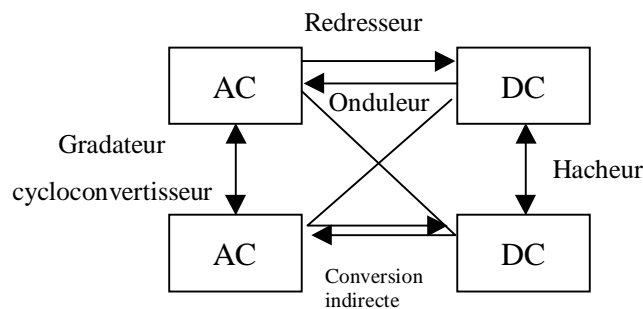 Redresseur
AC
DC
Onduleur
Gradateur
cycloconvertisseur
Hacheur
AC
DC
Conversion
indirecte